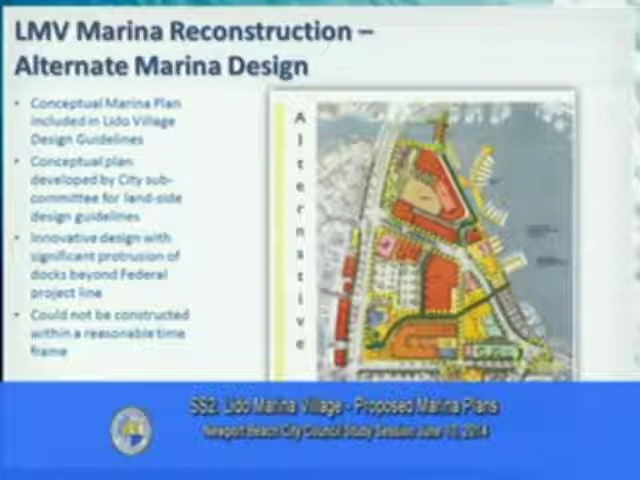 LMV Marina Reconstruction –
Alternate Marina Design
• Conceptual Marina Plan
included in Lido Village
Design Guidelines
• Conceptual plan
developed by City sub-
committee for land-side
design guidelines
• Innovative design with
significant protrusion of
docks beyond Federal
project line
• Could not be constructed
within a reasonable time
frame
Alternative
SS2. Lido Marina Village - Proposed Marina Plans
Newport Beach City Council Study Session June